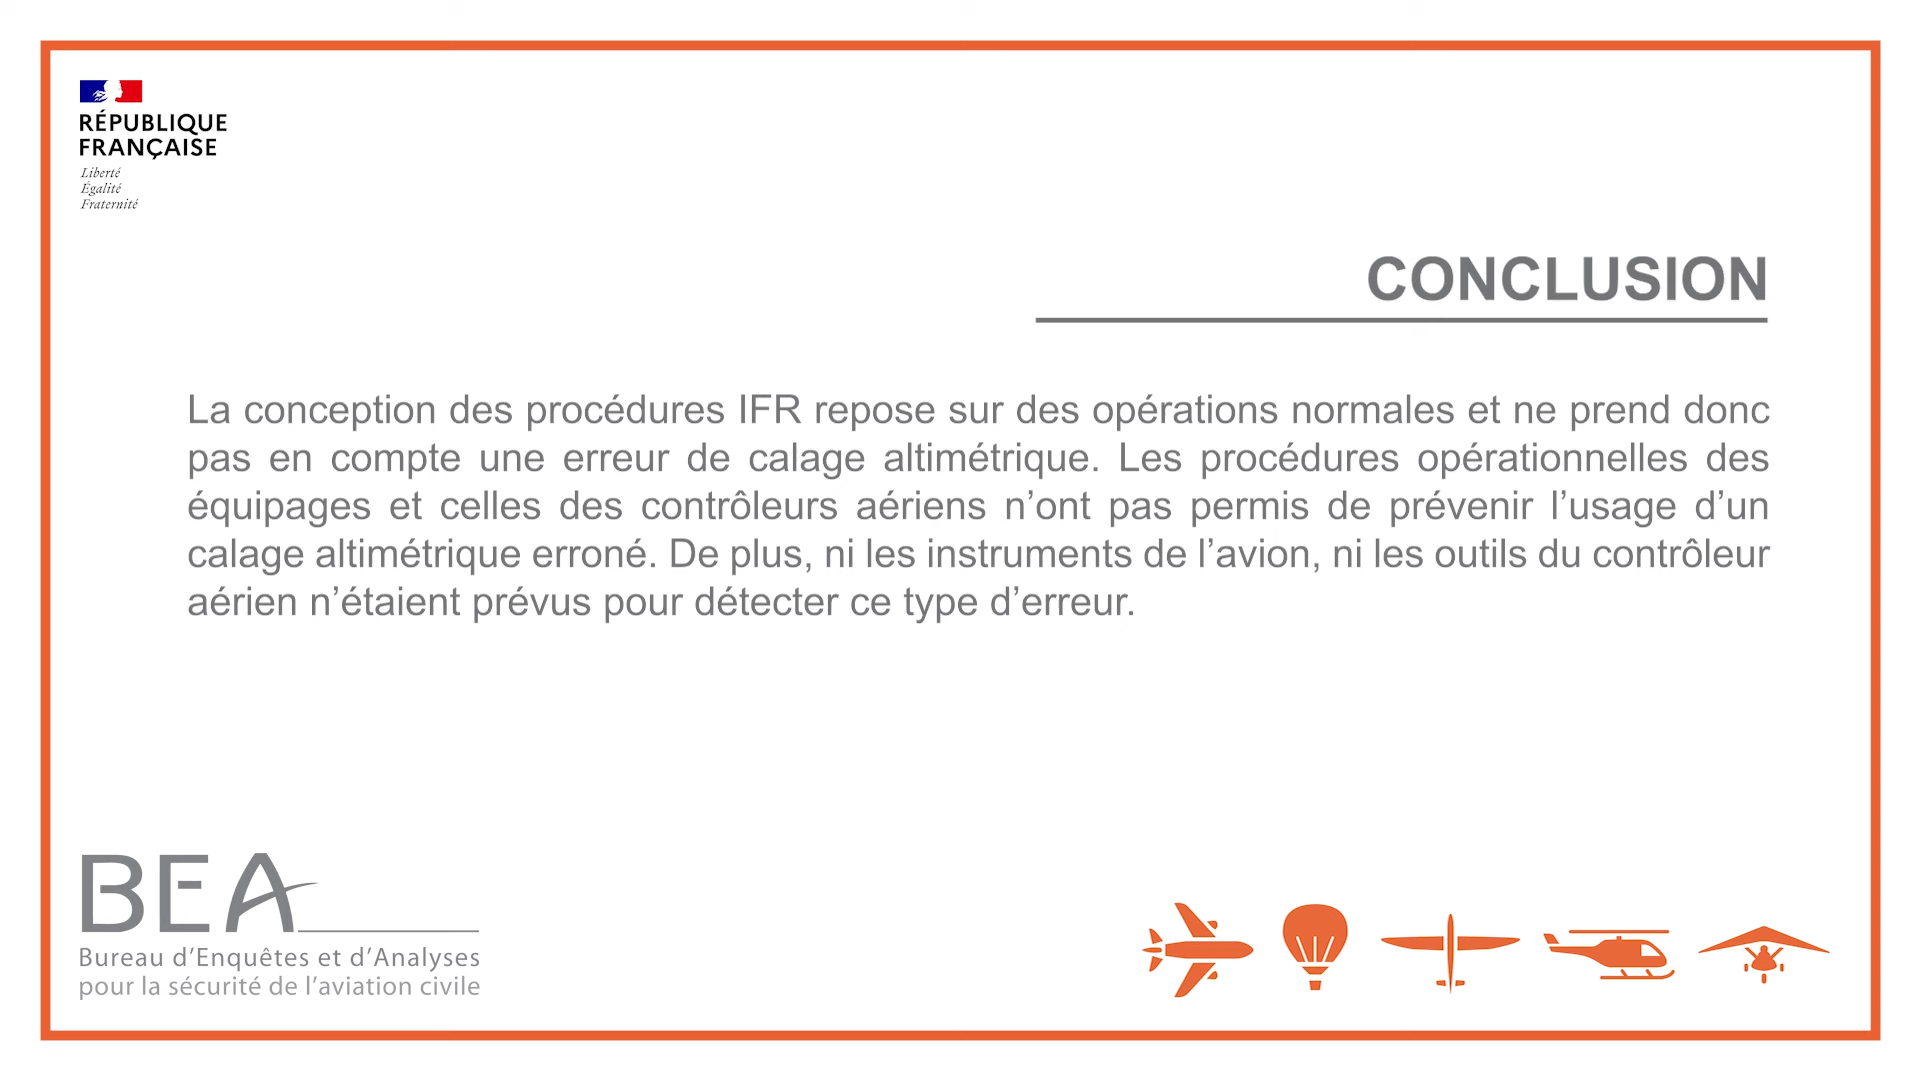 RÉPUBLIQUE
FRANÇAISE
Liberté
Égalité
Fraternité
CONCLUSION
La conception des procédures IFR repose sur des opérations normales et ne prend donc
pas en compte une erreur de calage altimétrique. Les procédures opérationnelles des
équipages et celles des contrôleurs aériens n’ont pas permis de prévenir l’usage d’un
calage altimétrique erroné. De plus, ni les instruments de l’avion, ni les outils du contrôleur
aérien n’étaient prévus pour détecter ce type d’erreur.
BEA
Bureau d’Enquêtes et d’Analyses
pour la sécurité de l’aviation civile